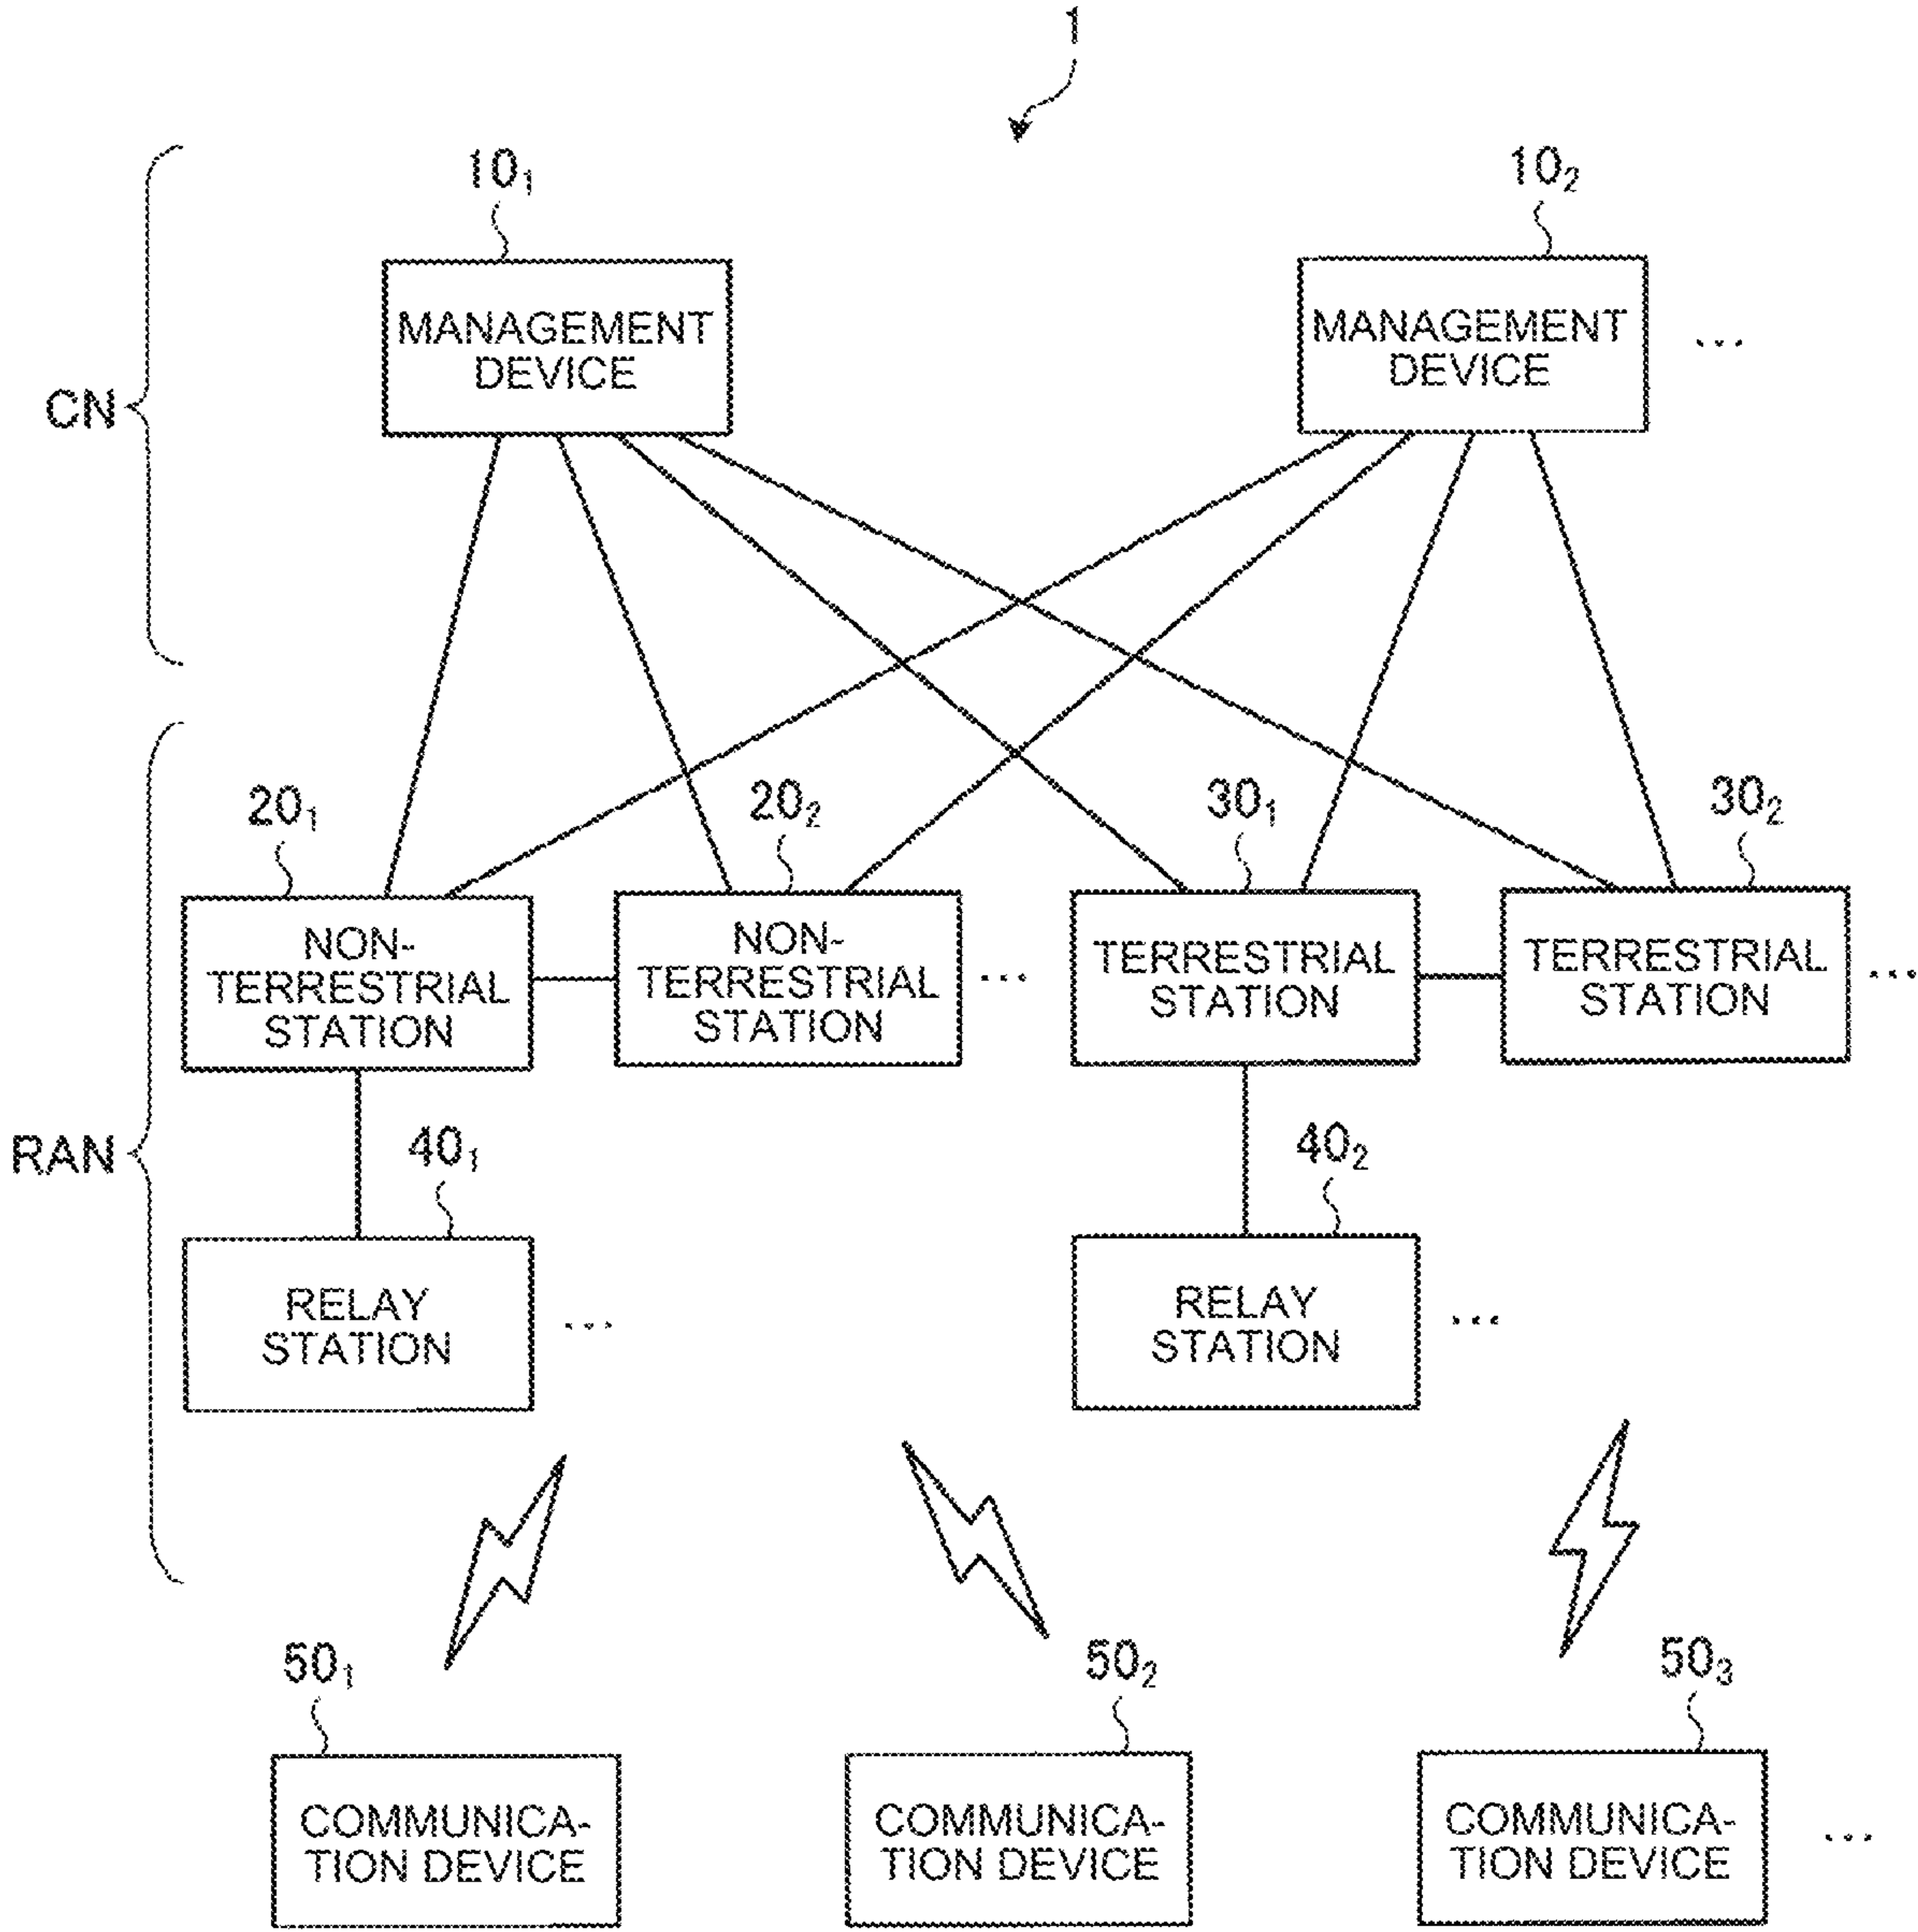 1
10₁
10₂
MANAGEMENT
DEVICE
MANAGEMENT
DEVICE
...
CN
20₁
20₂
30₁
30₂
NON-
TERRESTRIAL
STATION
NON-
TERRESTRIAL
STATION
...
TERRESTRIAL
STATION
TERRESTRIAL
STATION
...
RAN
40₁
40₂
RELAY
STATION
...
RELAY
STATION
...
50₁
50₂
50₃
COMMUNICA-
TION DEVICE
COMMUNICA-
TION DEVICE
COMMUNICA-
TION DEVICE
...